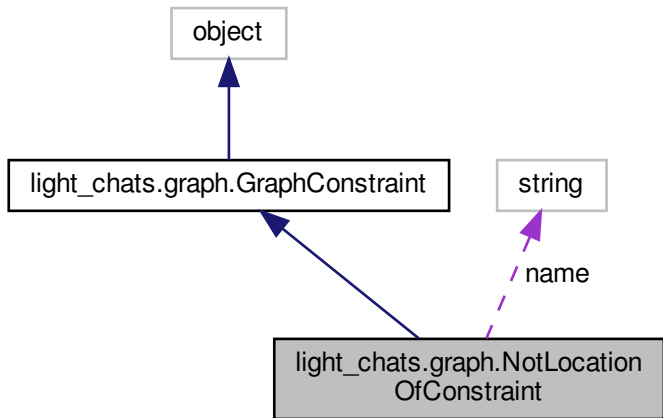 object
light_chats.graph.GraphConstraint
string
name
light_chats.graph.NotLocation
OfConstraint